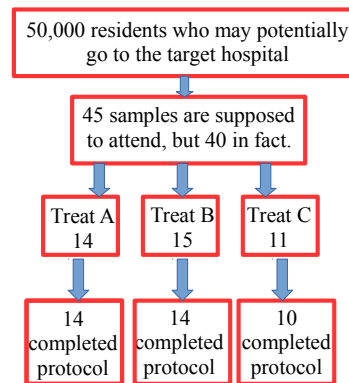 50,000 residents who may potentially
go to the target hospital
45 samples are supposed
to attend, but 40 in fact.
Treat A
14
Treat B
15
Treat C
11
14
completed
protocol
14
completed
protocol
10
completed
protocol